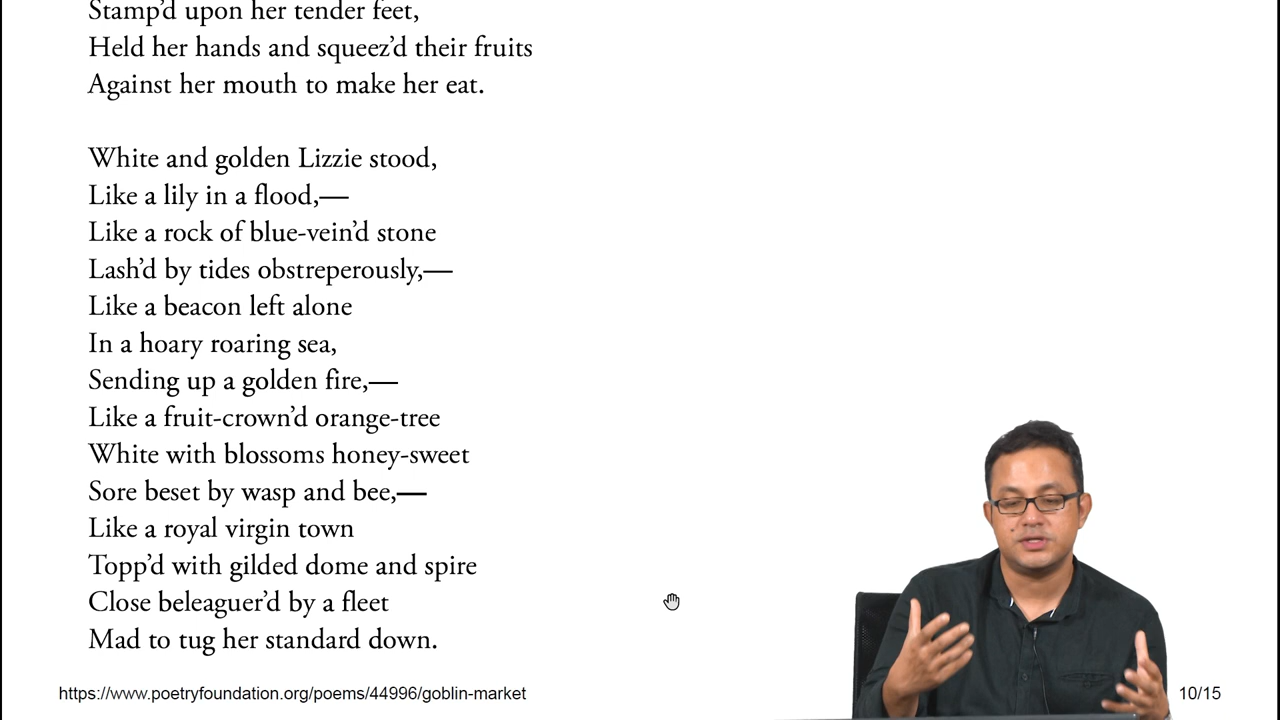 Stamp’d upon her tender feet,
Held her hands and squeez’d their fruits
Against her mouth to make her eat.
White and golden Lizzie stood,
Like a lily in a flood,—
Like a rock of blue-vein’d stone
Lash’d by tides obstreperously,—
Like a beacon left alone
In a hoary roaring sea,
Sending up a golden fire,—
Like a fruit-crown’d orange-tree
White with blossoms honey-sweet
Sore beset by wasp and bee,—
Like a royal virgin town
Topp’d with gilded dome and spire
Close beleaguer’d by a fleet
Mad to tug her standard down.
https://www.poetryfoundation.org/poems/44996/goblin-market
10/15